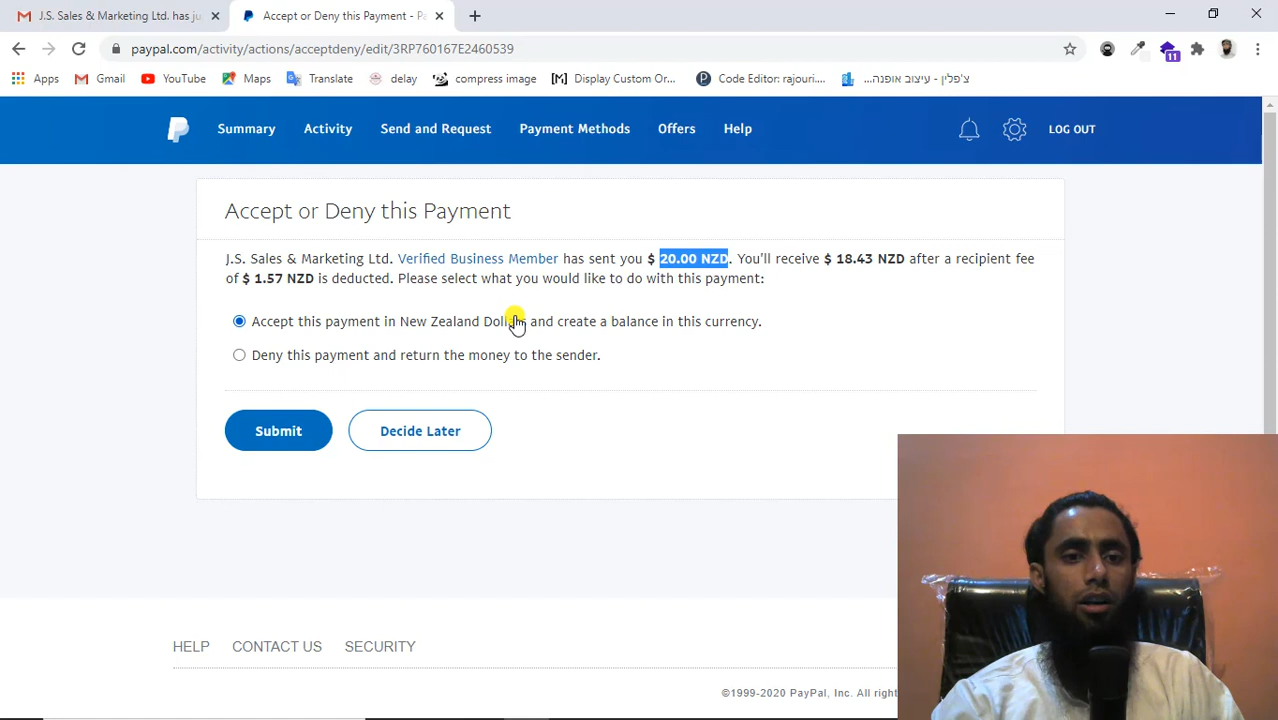 J.S. Sales & Marketing Ltd. has ju
Accept or Deny this Payment - Pa
paypal.com/activity/actions/acceptdeny/edit/3RP760167E2460539
Apps Gmail YouTube Maps Translate delay compress image Display Custom Or... Code Editor: rajouri.... צ'פלין - עיצוב אופנה...
11
Summary Activity Send and Request Payment Methods Offers Help LOG OUT
Accept or Deny this Payment
J.S. Sales & Marketing Ltd. Verified Business Member has sent you $ 20.00 NZD. You'll receive $ 18.43 NZD after a recipient fee
of $ 1.57 NZD is deducted. Please select what you would like to do with this payment:
Accept this payment in New Zealand Dollars and create a balance in this currency.
Deny this payment and return the money to the sender.
Submit Decide Later
HELP CONTACT US SECURITY
©1999-2020 PayPal, Inc. All righ